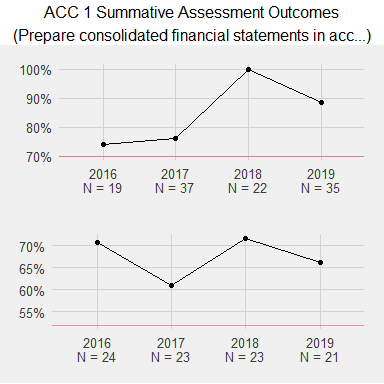 ACC 1 Summative Assessment Outcomes
(Prepare consolidated financial statements in acc...)
100%
90%
80%
70%
2016 2017 2018 2019
N = 19 N = 37 N = 22 N = 35
70%
65%
60%
55%
2016 2017 2018 2019
N = 24 N = 23 N = 23 N = 21